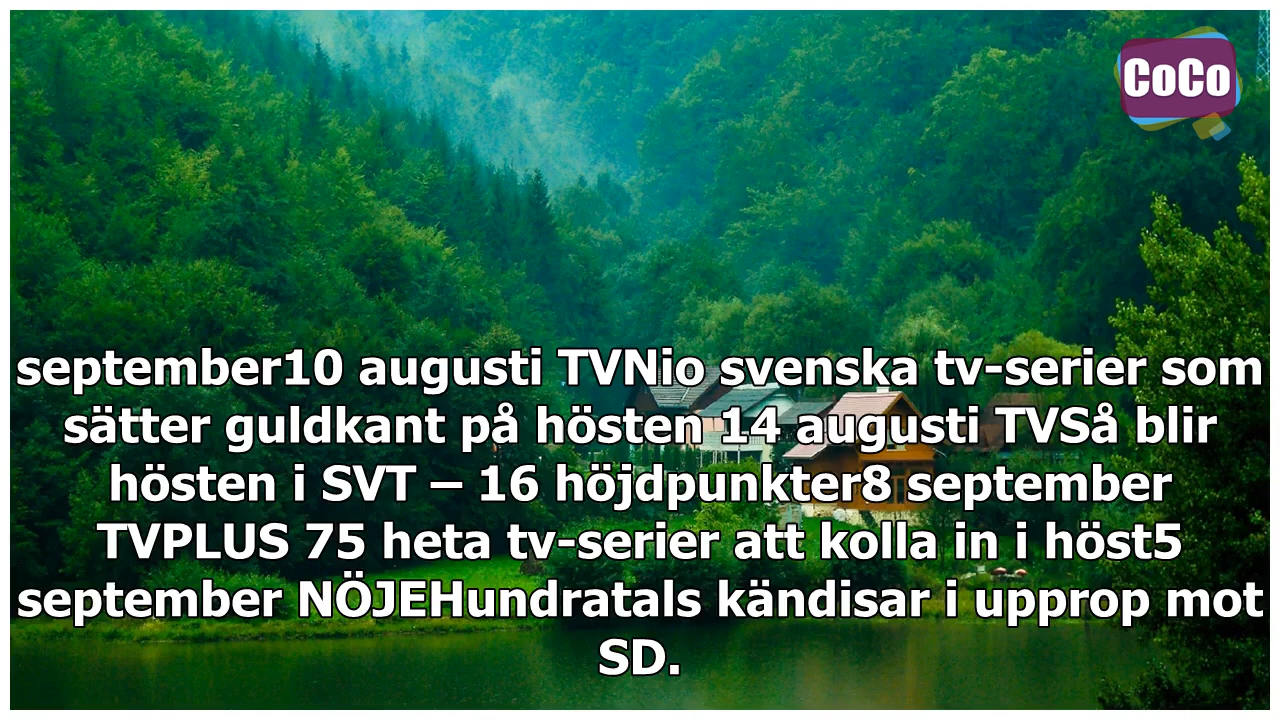 CoCo
september10 augusti TVNio svenska tv-serier som
sätter guldkant på hösten 14 augusti TVSå blir
hösten i SVT – 16 höjdpunkter8 september
TVPLUS 75 heta tv-serier att kolla in i höst5
september NÖJEHundratals kändisar i upprop mot
SD.